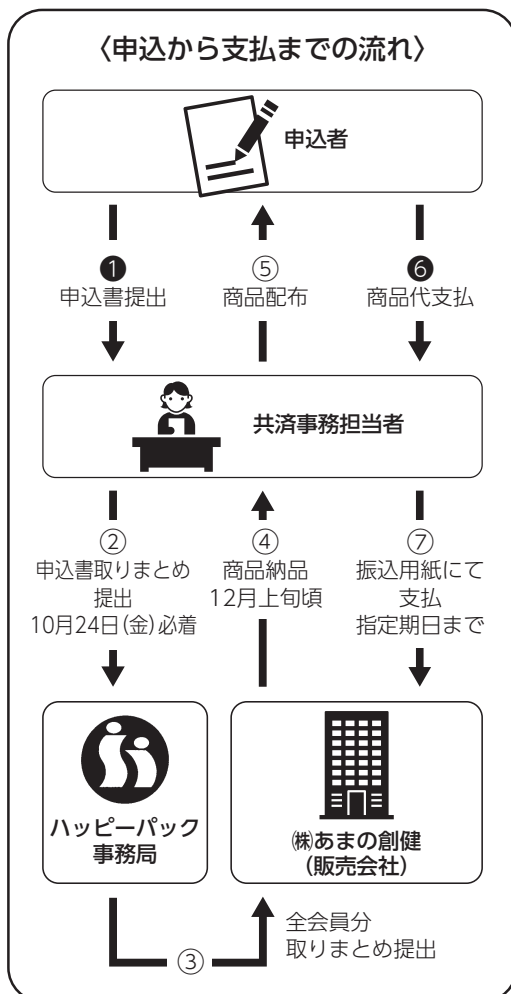 〈申込から支払までの流れ〉
申込者
❶
申込書提出
⑤
商品配布
❻
商品代支払
共済事務担当者
②
申込書取りまとめ
提出
10月24日(金)必着
④
商品納品
12月上旬頃
⑦
振込用紙にて
支払
指定期日まで
ハッピーパック
事務局
㈱あまの創健
(販売会社)
③
全会員分
取りまとめ提出